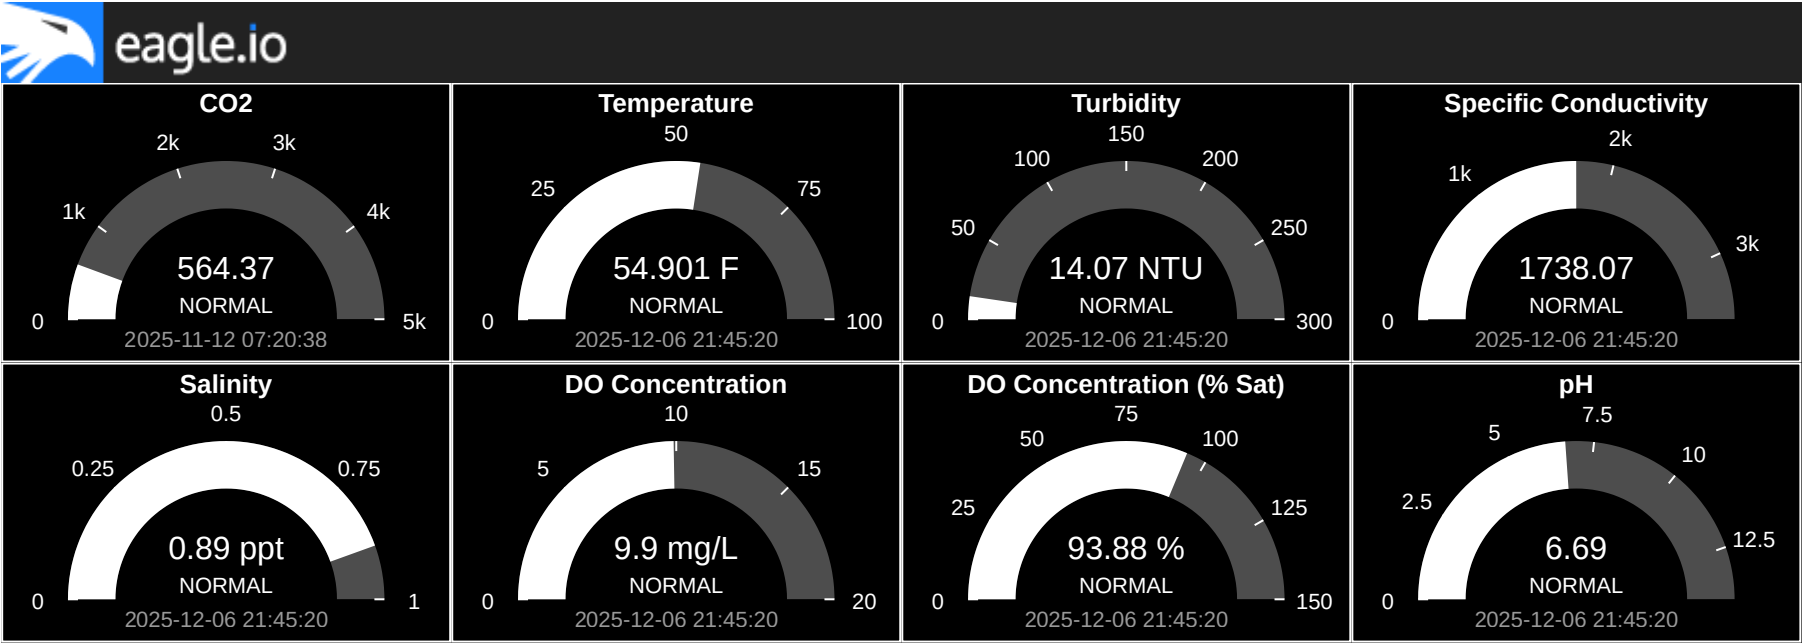 eagle.io
CO2
0
1k
2k
3k
4k
5k
564.37
NORMAL
2025-11-12 07:20:38
Temperature
0
25
50
75
100
54.901 F
NORMAL
2025-12-06 21:45:20
Turbidity
0
50
100
150
200
250
300
14.07 NTU
NORMAL
2025-12-06 21:45:20
Specific Conductivity
0
1k
2k
3k
1738.07
NORMAL
2025-12-06 21:45:20
Salinity
0
0.25
0.5
0.75
1
0.89 ppt
NORMAL
2025-12-06 21:45:20
DO Concentration
0
5
10
15
20
9.9 mg/L
NORMAL
2025-12-06 21:45:20
DO Concentration (% Sat)
0
25
50
75
100
125
150
93.88 %
NORMAL
2025-12-06 21:45:20
pH
0
2.5
5
7.5
10
12.5
6.69
NORMAL
2025-12-06 21:45:20